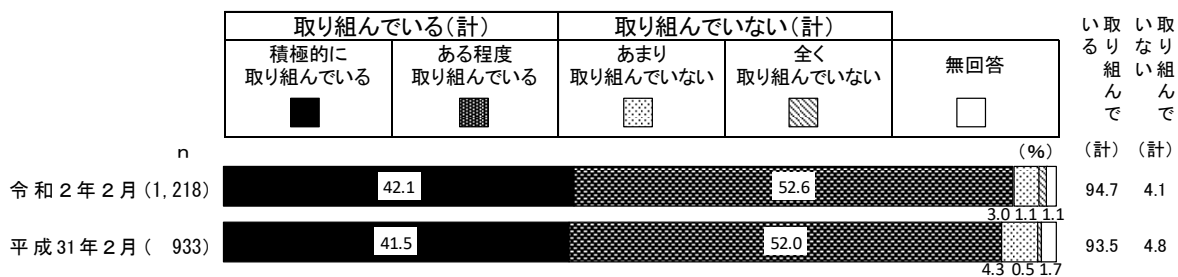 取り組んでいる(計) 取り組んでいない(計)
積極的に
取り組んでいる
ある程度
取り組んでいる
あまり
取り組んでいない
全く
取り組んでいない
無回答
取り組んでいる
(計)
取り組んでいない
(計)
n
(%)
令和2年2月(1,218) 42.1 52.6 3.0 1.1 1.1 94.7 4.1
平成31年2月( 933) 41.5 52.0 4.3 0.5 1.7 93.5 4.8